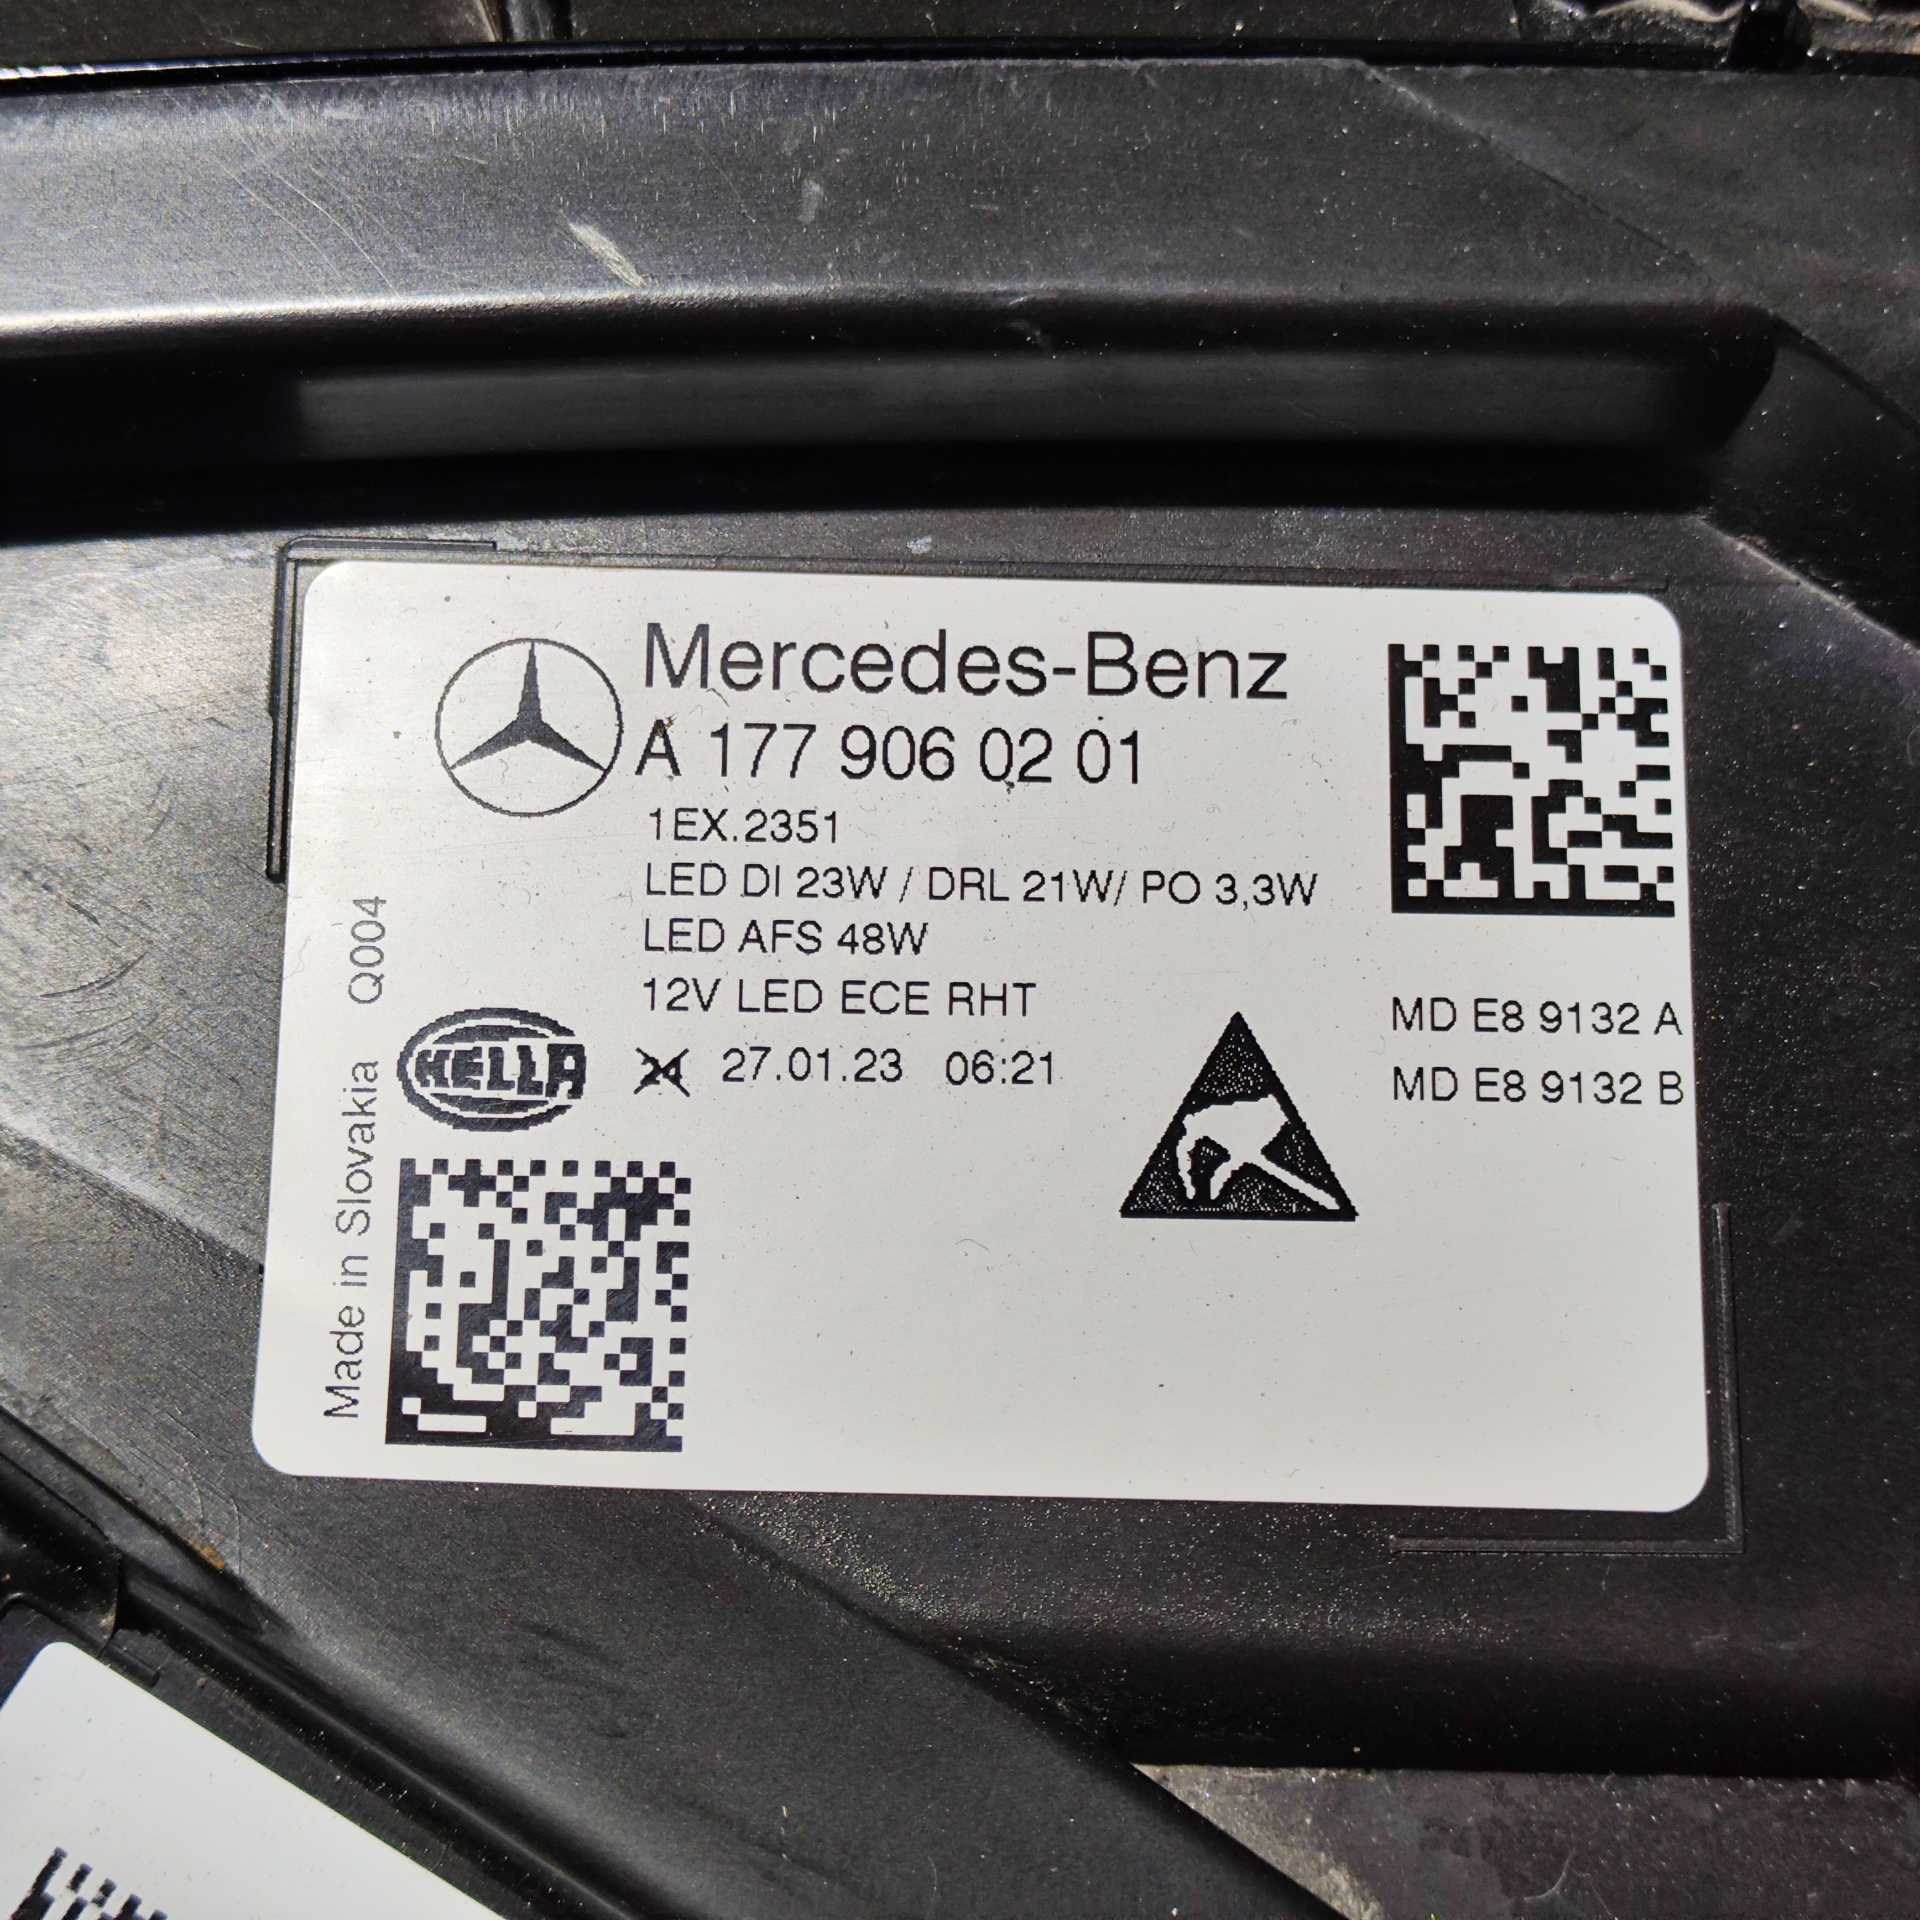 Mercedes-Benz
A 177 906 02 01
1EX.2351
LED DI 23W / DRL 21W/ PO 3,3W
LED AFS 48W
12V LED ECE RHT
24 27.01.23 06:21
HELLA
MD E8 9132 A
MD E8 9132 B
Made in Slovakia Q004